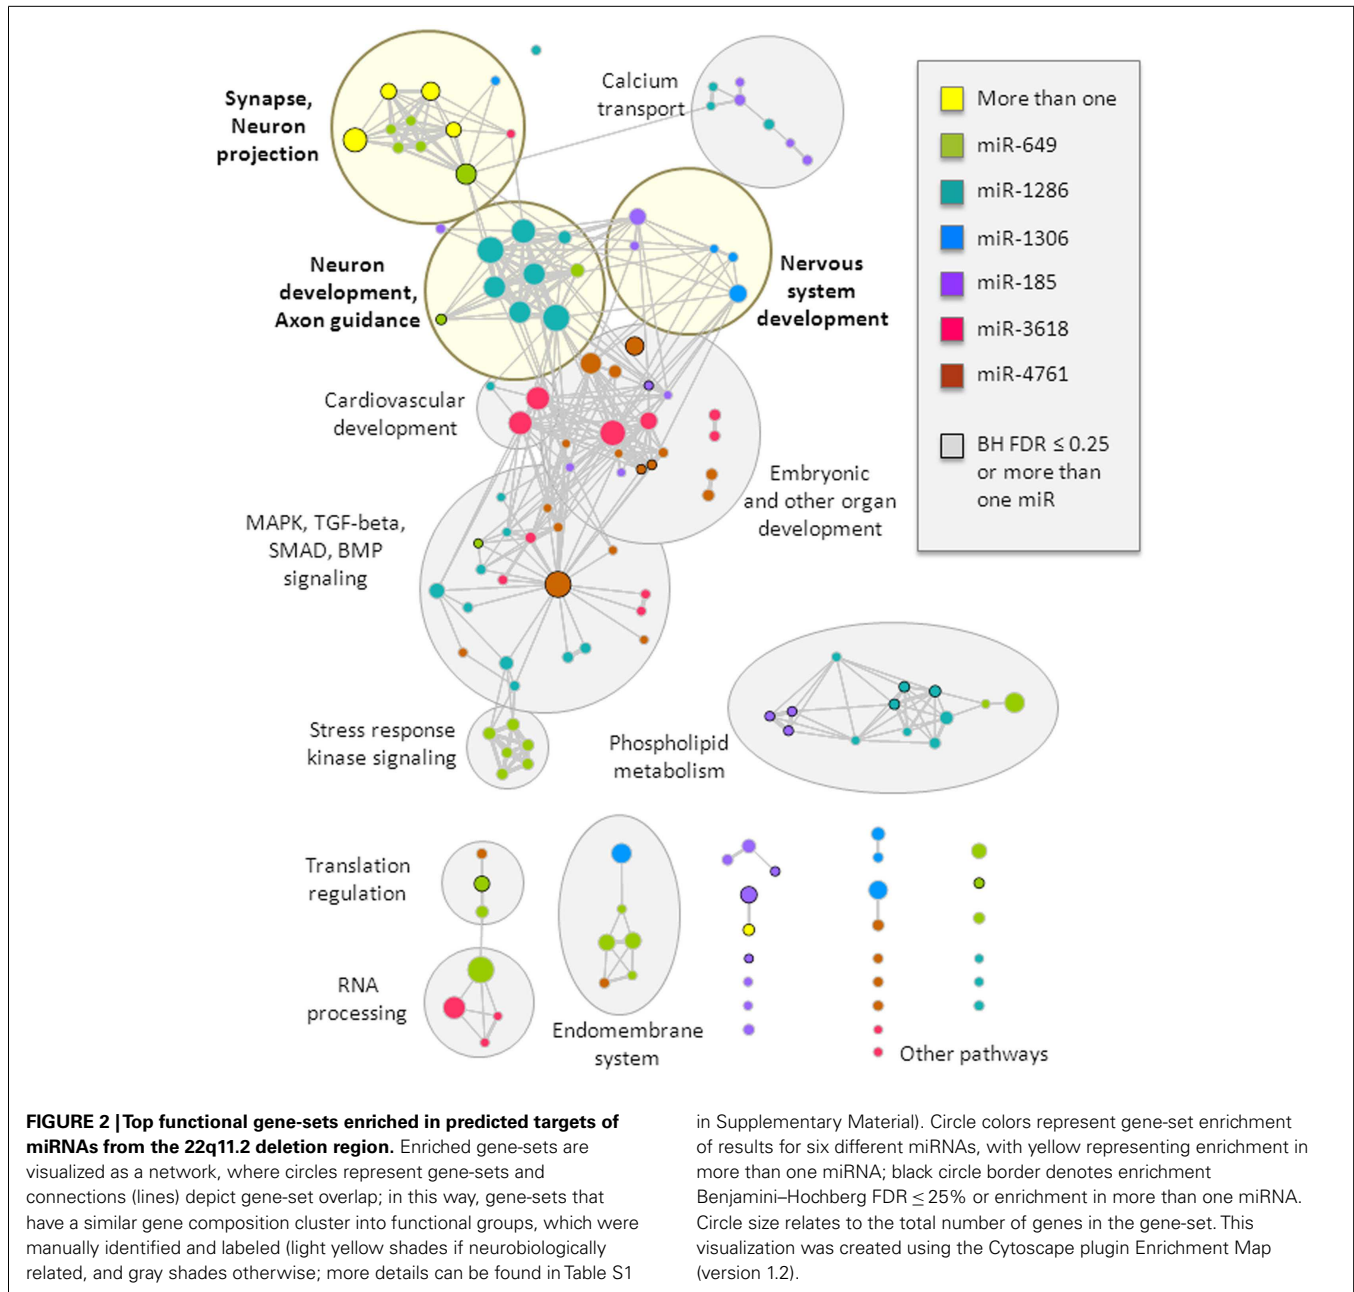 Synapse,
Neuron
projection
Calcium
transport
Neuron
development,
Axon guidance
Nervous
system
development
Cardiovascular
development
Embryonic
and other organ
development
MAPK, TGF-beta,
SMAD, BMP
signaling
Stress response
kinase signaling
Phospholipid
metabolism
Translation
regulation
RNA
processing
Endomembrane
system
Other pathways
More than one
miR-649
miR-1286
miR-1306
miR-185
miR-3618
miR-4761
BH FDR ≤ 0.25
or more than
one miR
FIGURE 2 | Top functional gene-sets enriched in predicted targets of
miRNAs from the 22q11.2 deletion region. Enriched gene-sets are
visualized as a network, where circles represent gene-sets and
connections (lines) depict gene-set overlap; in this way, gene-sets that
have a similar gene composition cluster into functional groups, which were
manually identified and labeled (light yellow shades if neurobiologically
related, and gray shades otherwise; more details can be found in Table S1
in Supplementary Material). Circle colors represent gene-set enrichment
of results for six different miRNAs, with yellow representing enrichment in
more than one miRNA; black circle border denotes enrichment
Benjamini–Hochberg FDR ≤ 25% or enrichment in more than one miRNA.
Circle size relates to the total number of genes in the gene-set. This
visualization was created using the Cytoscape plugin Enrichment Map
(version 1.2).